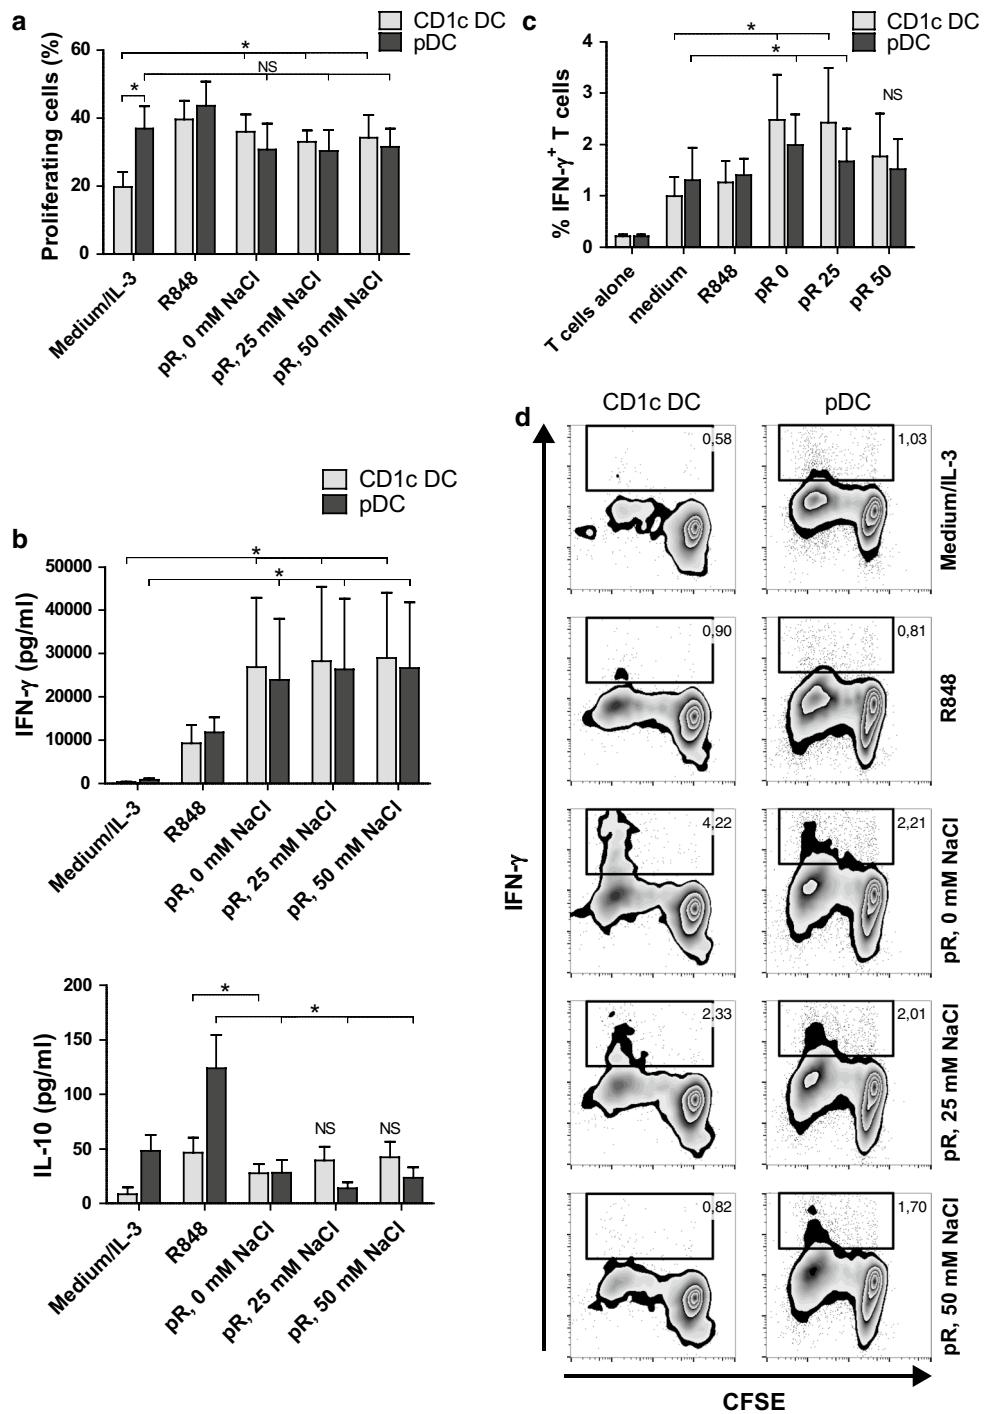 a
CD1c DC
pDC
Proliferating cells (%)
60
40
20
0
*
NS
*
Medium/IL-3
R848
pR, 0 mM NaCl
pR, 25 mM NaCl
pR, 50 mM NaCl
c
CD1c DC
pDC
% IFN-γ+ T cells
4
3
2
1
0
*
*
NS
T cells alone
medium
R848
pR 0
pR 25
pR 50
b
CD1c DC
pDC
IFN-γ (pg/ml)
50000
40000
30000
20000
10000
0
*
*
Medium/IL-3
R848
pR, 0 mM NaCl
pR, 25 mM NaCl
pR, 50 mM NaCl
IL-10 (pg/ml)
200
150
100
50
0
*
*
NS
NS
Medium/IL-3
R848
pR, 0 mM NaCl
pR, 25 mM NaCl
pR, 50 mM NaCl
d
CD1c DC
pDC
0,58
1,03
Medium/IL-3
0,90
0,81
R848
4,22
2,21
pR, 0 mM NaCl
2,33
2,01
pR, 25 mM NaCl
0,82
1,70
pR, 50 mM NaCl
IFN-γ
CFSE